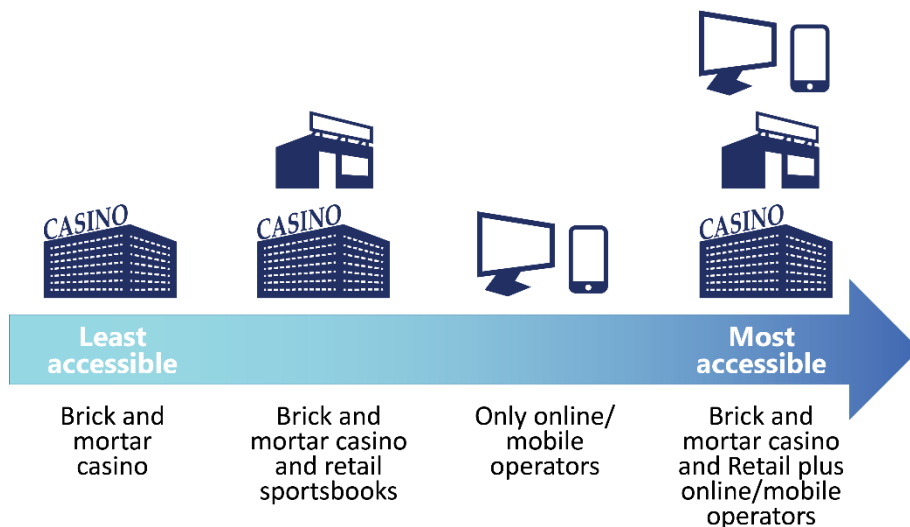 CASINO
CASINO
CASINO
Least
accessible
Most
accessible
Brick and
mortar
casino
Brick and
mortar casino
and retail
sportsbooks
Only online/
mobile
operators
Brick and
mortar casino
and Retail plus
online/mobile
operators